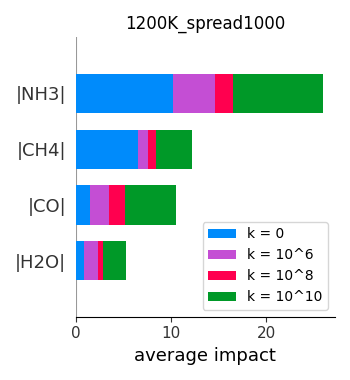 1200K_spread1000
|NH3|
|CH4|
|CO|
|H2O|
k = 0
k = 10^6
k = 10^8
k = 10^10
0
10
20
average impact